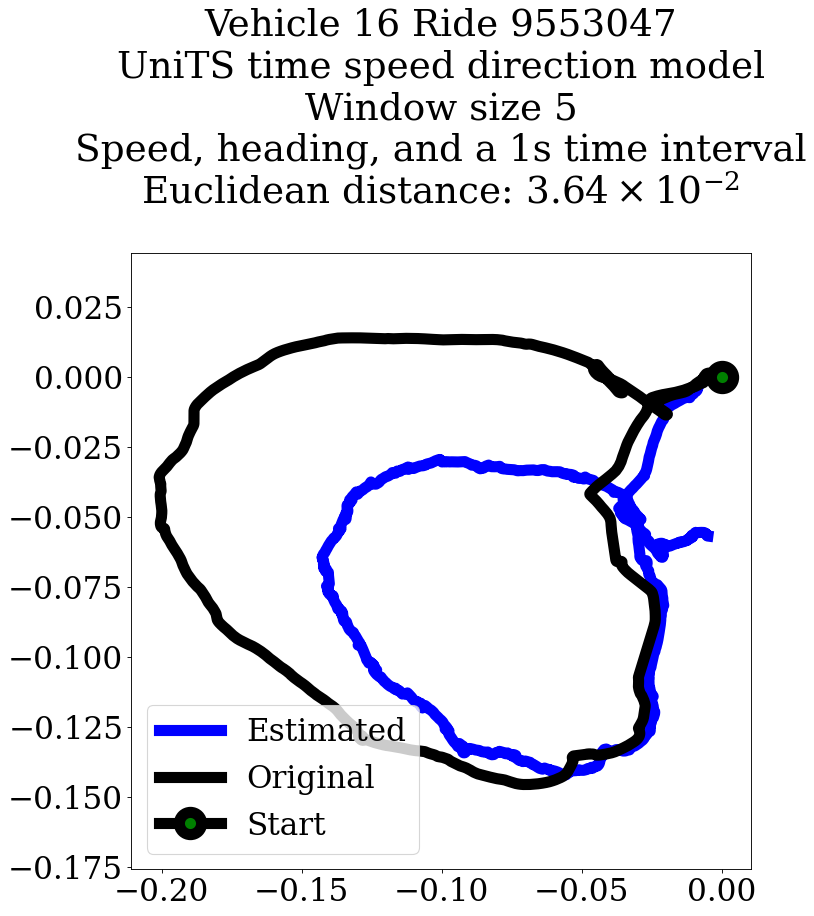 Vehicle 16 Ride 9553047
UniTS time speed direction model
Window size 5
Speed, heading, and a 1s time interval
Euclidean distance: 3.64 × 10⁻²
0.025
0.000
−0.025
−0.050
−0.075
−0.100
−0.125
−0.150
−0.175
Estimated
Original
Start
−0.20 −0.15 −0.10 −0.05 0.00